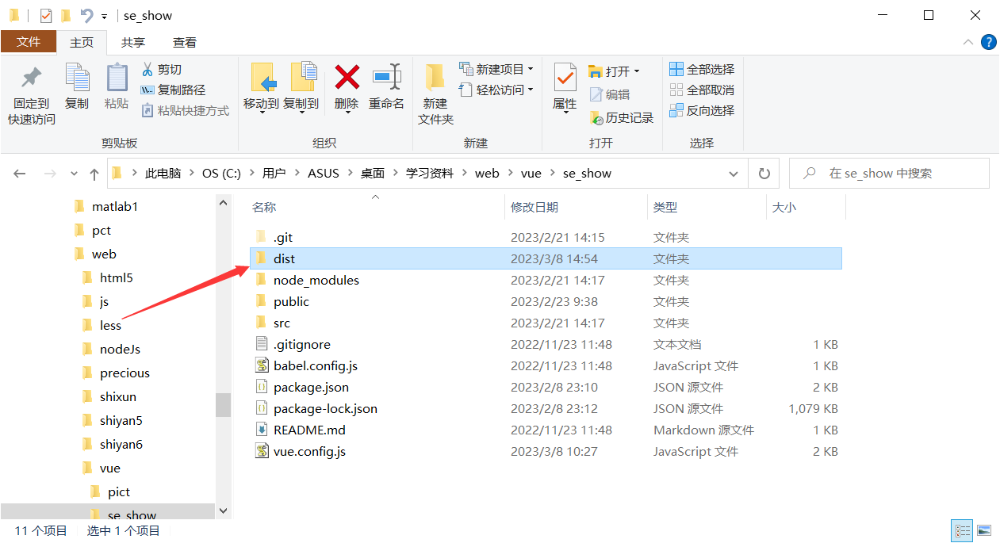 se_show
文件 主页 共享 查看
固定到快速访问
复制
粘贴
剪切
复制路径
粘贴快捷方式
移动到
复制到
删除
重命名
新建文件夹
新建项目
轻松访问
属性
打开
编辑
历史记录
全部选择
全部取消
反向选择
剪贴板 组织 新建 打开 选择
此电脑 OS (C:) 用户 ASUS 桌面 学习资料 web vue se_show
在 se_show 中搜索
matlab1
pct
web
html5
js
less
nodeJs
precious
shixun
shiyan5
shiyan6
vue
pict
se_show
名称 修改日期 类型 大小
.git 2023/2/21 14:15 文件夹
dist 2023/3/8 14:54 文件夹
node_modules 2023/2/21 14:17 文件夹
public 2023/2/23 9:38 文件夹
src 2023/2/21 14:17 文件夹
.gitignore 2022/11/23 11:48 文本文档 1 KB
babel.config.js 2022/11/23 11:48 JavaScript 文件 1 KB
package.json 2023/2/8 23:10 JSON 源文件 2 KB
package-lock.json 2023/2/8 23:12 JSON 源文件 1,079 KB
README.md 2022/11/23 11:48 Markdown 源文件 1 KB
vue.config.js 2023/3/8 10:27 JavaScript 文件 2 KB
11 个项目 选中 1 个项目